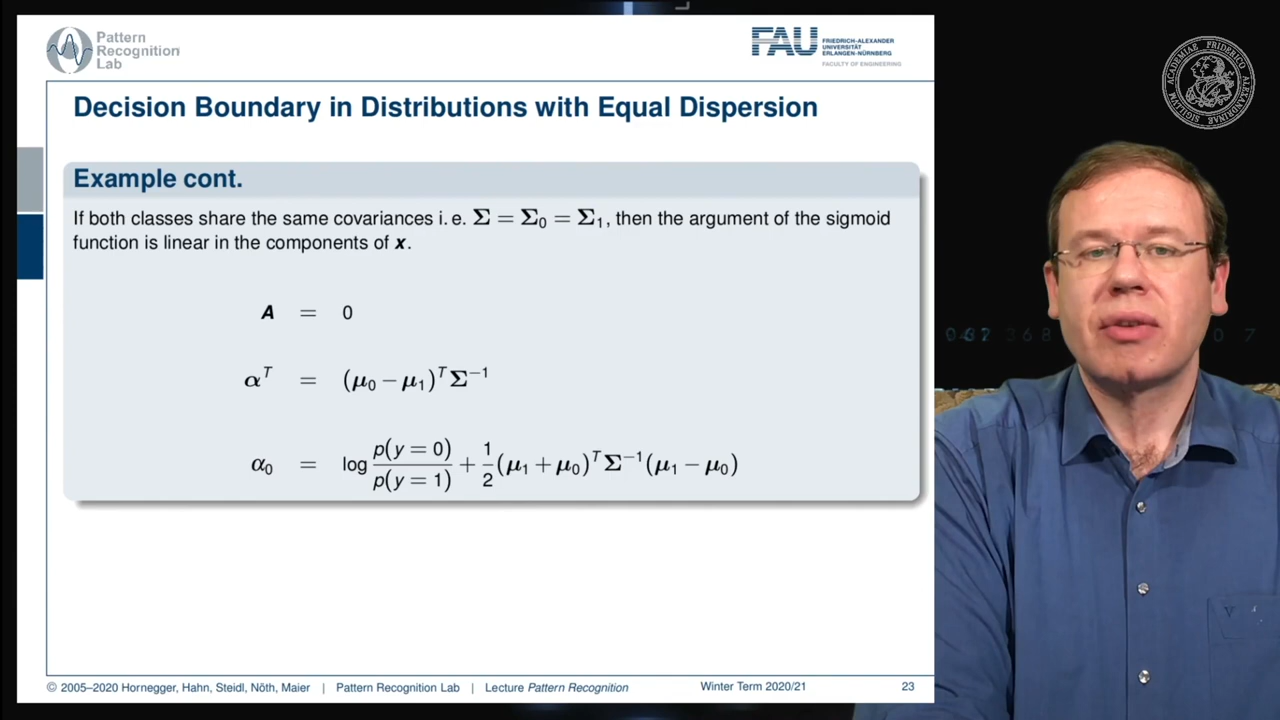 Pattern
Recognition
Lab
FAU
FRIEDRICH-ALEXANDER
UNIVERSITÄT
ERLANGEN-NÜRNBERG
FACULTY OF ENGINEERING
Decision Boundary in Distributions with Equal Dispersion
Example cont.
If both classes share the same covariances i. e. Σ = Σ₀ = Σ₁, then the argument of the sigmoid
function is linear in the components of x.
A = 0
αᵀ = (μ₀ − μ₁)ᵀ Σ⁻¹
α₀ = log p(y = 0) / p(y = 1) + 1/2 (μ₁ + μ₀)ᵀ Σ⁻¹ (μ₁ − μ₀)
© 2005–2020 Hornegger, Hahn, Steidl, Nöth, Maier | Pattern Recognition Lab | Lecture Pattern Recognition Winter Term 2020/21 23